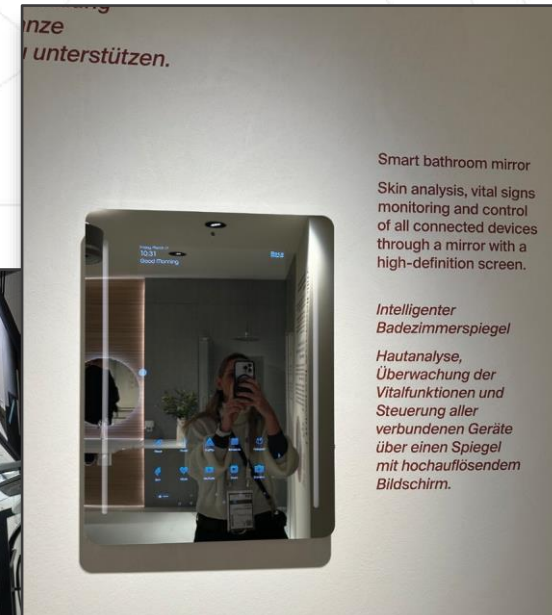 nze
unterstützen.
Smart bathroom mirror
Skin analysis, vital signs
monitoring and control
of all connected devices
through a mirror with a
high-definition screen.
Intelligenter
Badezimmerspiegel
Hautanalyse,
Überwachung der
Vitalfunktionen und
Steuerung aller
verbundenen Geräte
über einen Spiegel
mit hochauflösendem
Bildschirm.
10:31
Good Morning